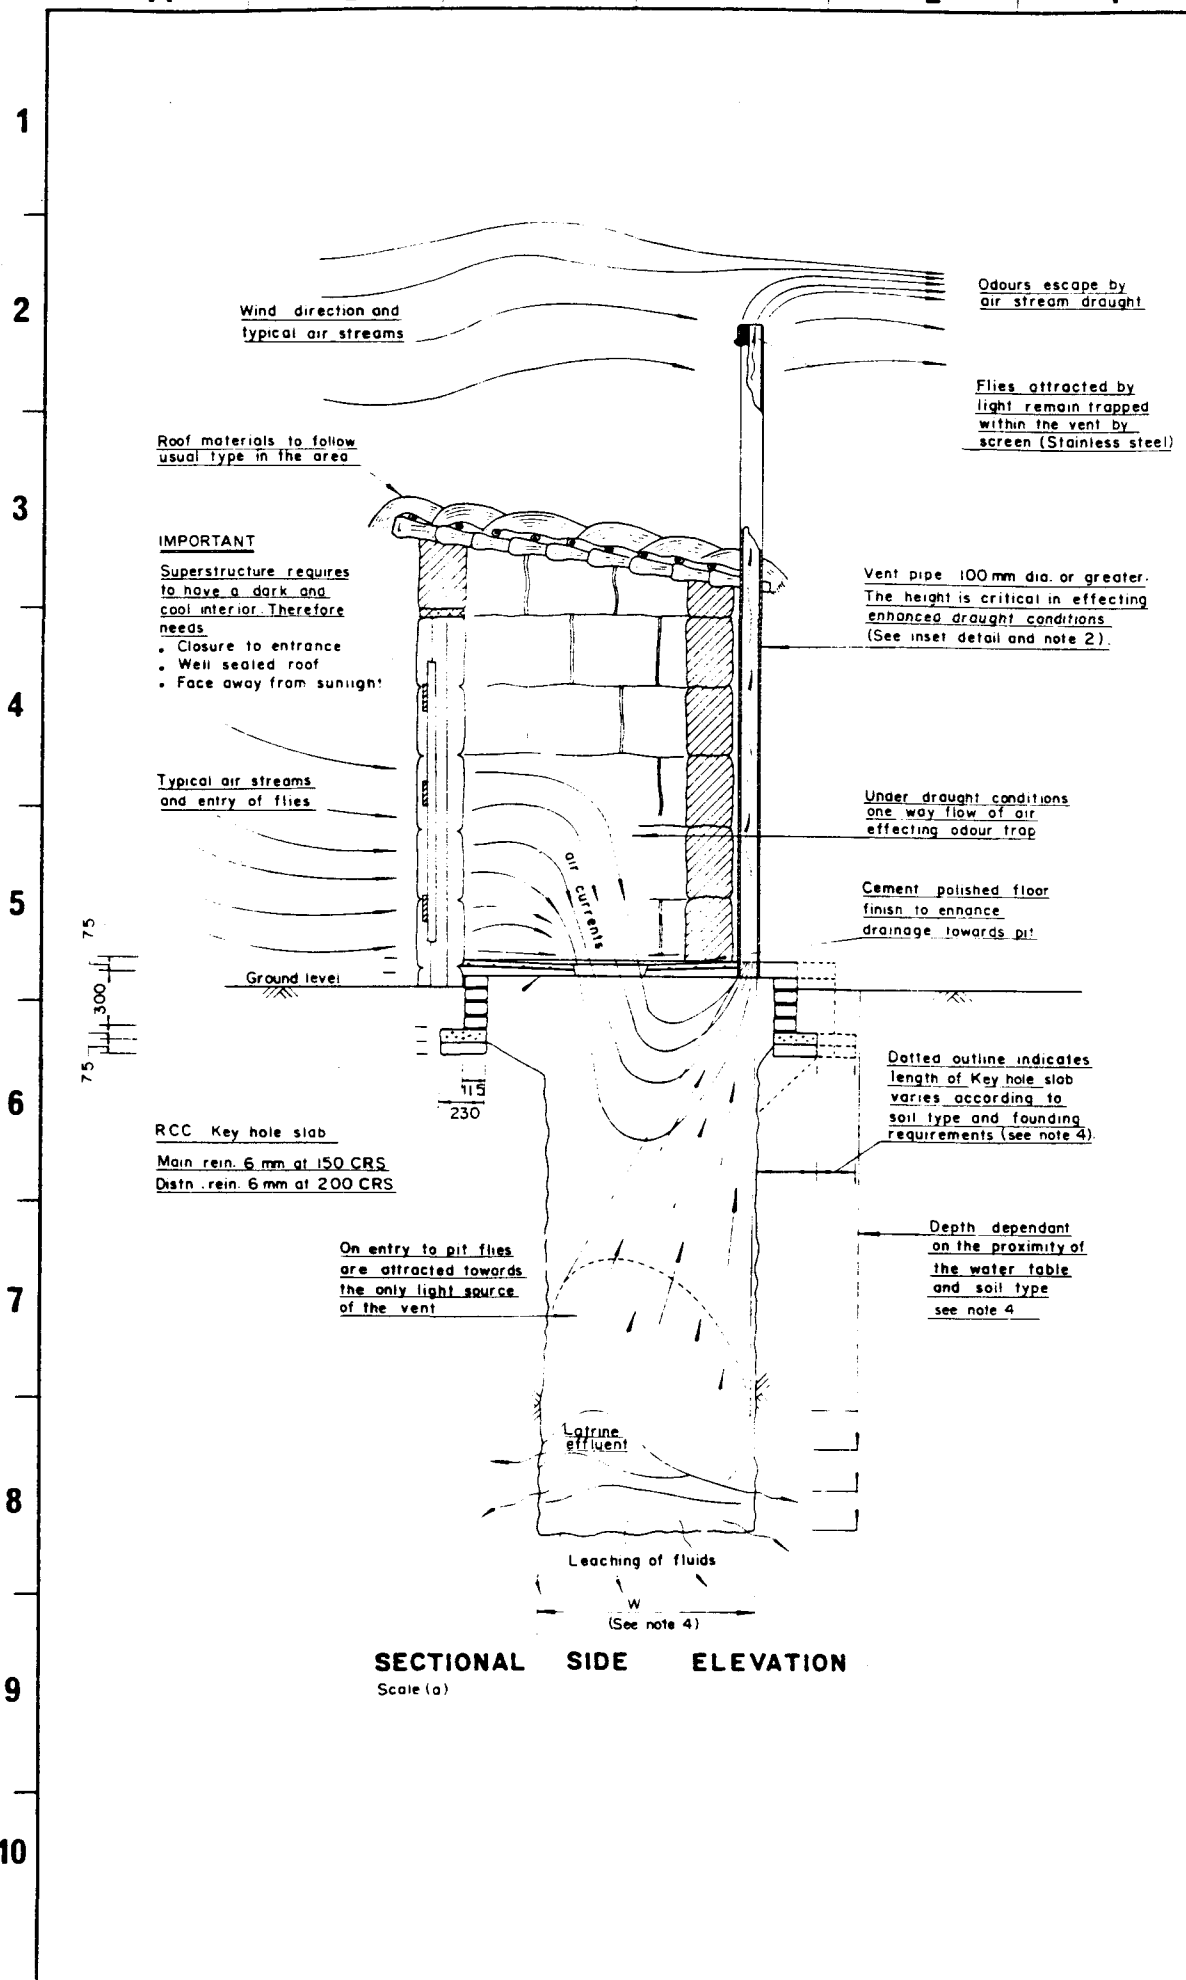 1
2
3
4
5
6
7
8
9
10
Wind direction and
typical air streams
Odours escape by
air stream draught
Flies attracted by
light remain trapped
within the vent by
screen (Stainless steel)
Roof materials to follow
usual type in the area
IMPORTANT
Superstructure requires
to have a dark and
cool interior. Therefore
needs
• Closure to entrance
• Well sealed roof
• Face away from sunlight
Vent pipe 100 mm dia. or greater.
The height is critical in effecting
enhanced draught conditions
(See inset detail and note 2).
Typical air streams
and entry of flies
Under draught conditions
one way flow of air
effecting odour trap
air currents
Cement polished floor
finish to enhance
drainage towards pit
75
300
75
Ground level
115
230
Dotted outline indicates
length of Key hole slab
varies according to
soil type and founding
requirements (see note 4).
RCC Key hole slab
Main rein. 6 mm at 150 CRS
Distn . rein. 6 mm at 200 CRS
On entry to pit flies
are attracted towards
the only light source
of the vent
Depth dependant
on the proximity of
the water table
and soil type
see note 4
Latrine
effluent
Leaching of fluids
W
(See note 4)
SECTIONAL SIDE ELEVATION
Scale (a)